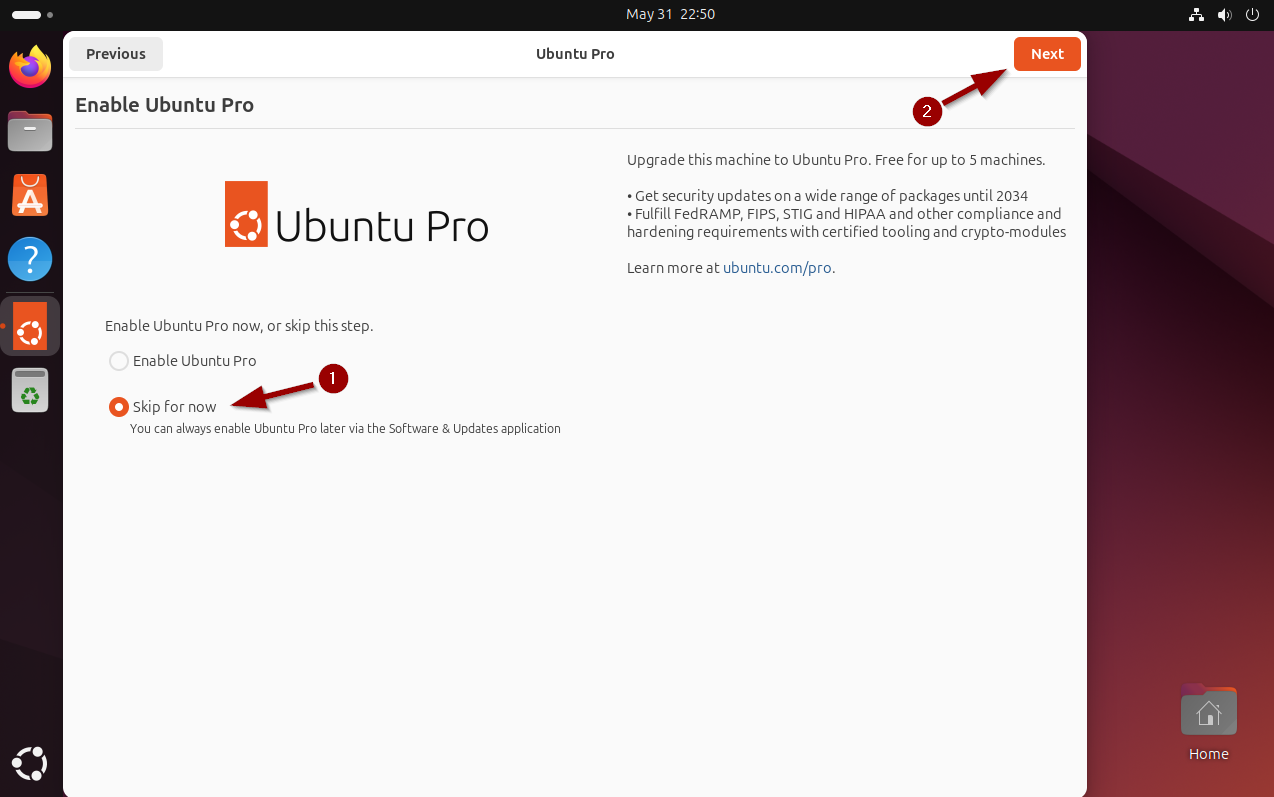 May 31 22:50
Previous
Ubuntu Pro
Next
2
Enable Ubuntu Pro
Upgrade this machine to Ubuntu Pro. Free for up to 5 machines.
• Get security updates on a wide range of packages until 2034
• Fulfill FedRAMP, FIPS, STIG and HIPAA and other compliance and
hardening requirements with certified tooling and crypto-modules
Learn more at ubuntu.com/pro.
Ubuntu Pro
Enable Ubuntu Pro now, or skip this step.
Enable Ubuntu Pro
1
Skip for now
You can always enable Ubuntu Pro later via the Software & Updates application
Home